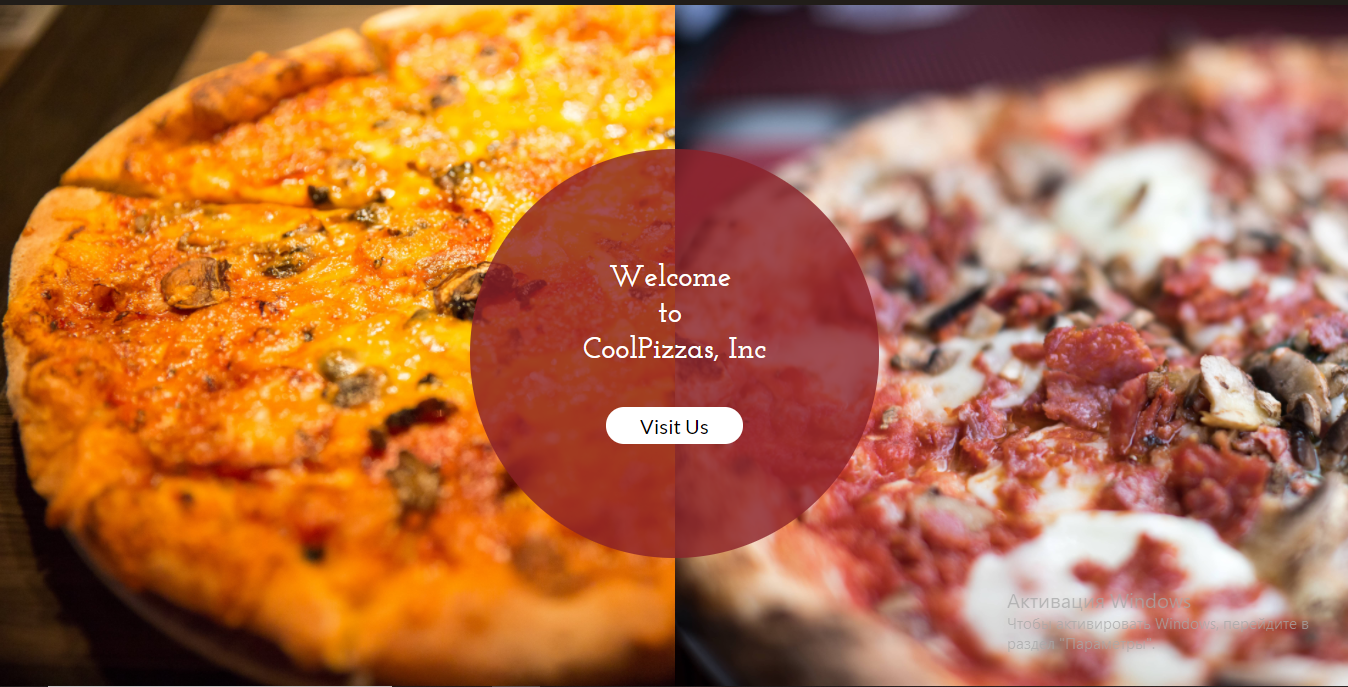 Welcome
to
CoolPizzas, Inc
Visit Us
Активация Windows
Чтобы активировать Windows, перейдите в
раздел "Параметры".